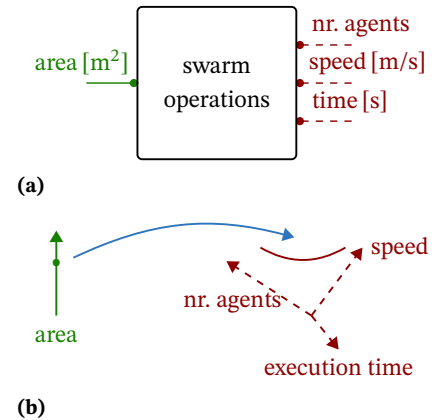 nr. agents
area [m²]
swarm
operations
speed [m/s]
time [s]
(a)
speed
nr. agents
area
execution time
(b)